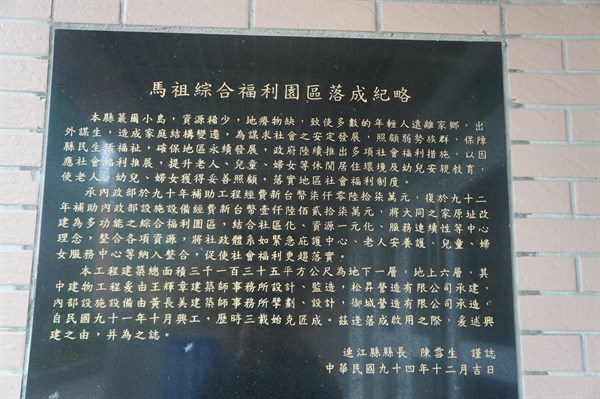 馬祖綜合福利園區落成紀略
本縣蕞爾小島，資源稀少，地瘠物缺，致使多數的年輕人遠離家鄉，出
外謀生，造成家庭結構變遷，為謀求社會之安定發展，照顧弱勢族群，保障
縣民生活福祉，確保地區永續發展，政府陸續推出多項社會福利措施，以因
應社會福利推展，提升老人、兒童、婦女等休閒居住環境及幼兒安親教育，
使老人、幼兒、婦女獲得妥善照顧，落實地區社會福利制度。
承內政部於九十年補助工程經費新台幣柒仟零陸拾柒萬元，復於九十二
年補助內政部設施設備經費新台幣壹仟陸佰貳拾柒萬元，將大同之家原址改
建為多功能之綜合福利園區，結合社區化、資源一元化、服務連續性等中心
理念，整合各項資源，將社政體系如緊急庇護中心、老人安養護、兒童、婦
女服務中心等納入整合，促使社會福利更趨落實。
本工程建築總面積三千一百三十五平方公尺為地下一層，地上六層，其
中建物工程爰由王輝章建築師事務所設計、監造，松昇營造有限公司承建，
內部設施設備由黃長美建築師事務所擘劃、設計，御城營造有限公司承造，
自民國九十一年十月興工，歷時三載始克匠成。茲逢落成啟用之際，爰述興
建之由，并為之誌。
連江縣縣長 陳雪生 謹誌
中華民國九十四年十二月吉日